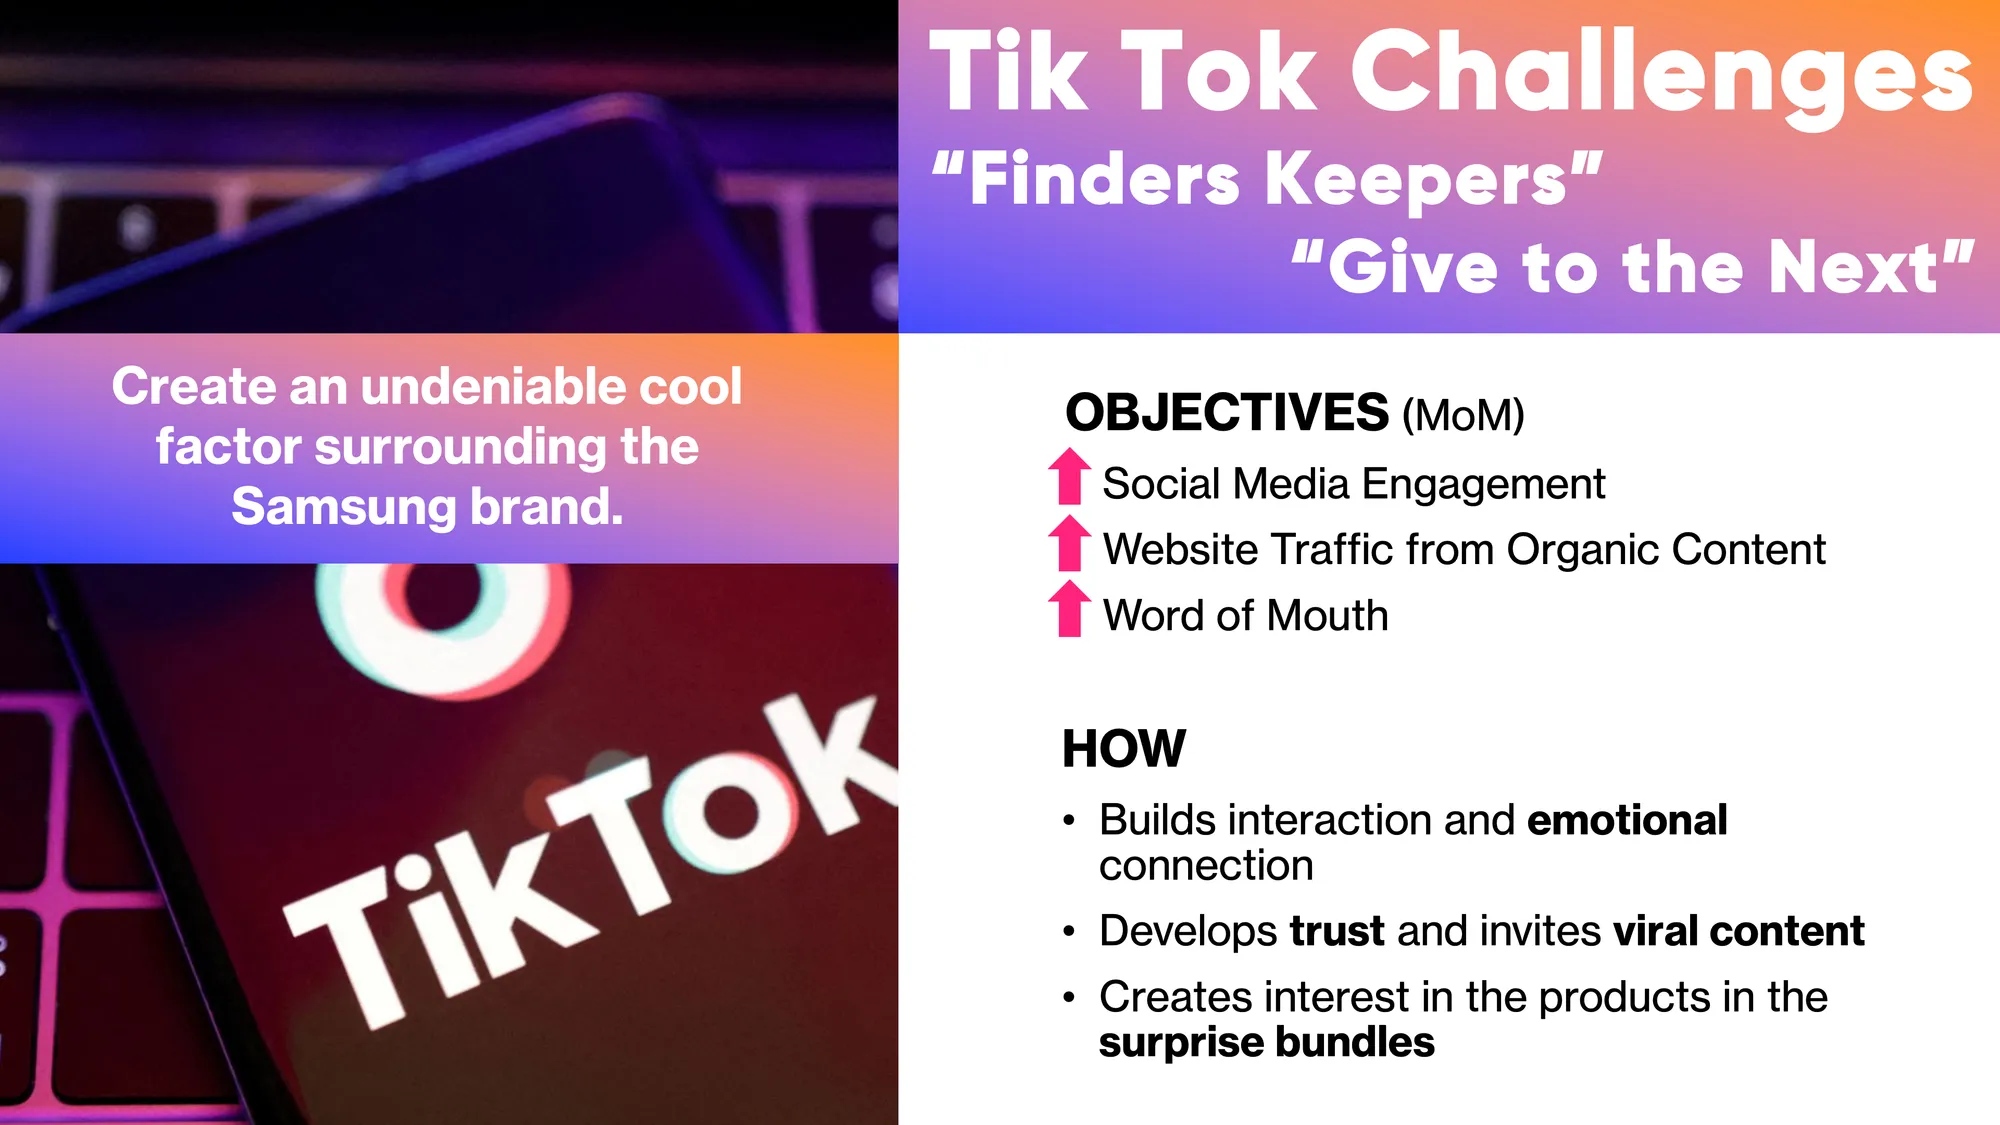 Tik Tok Challenges
“Finders Keepers”
“Give to the Next”
Create an undeniable cool
factor surrounding the
Samsung brand.
TikTok
OBJECTIVES (MoM)
Social Media Engagement
Website Traffic from Organic Content
Word of Mouth
HOW
• Builds interaction and emotional
connection
• Develops trust and invites viral content
• Creates interest in the products in the
surprise bundles